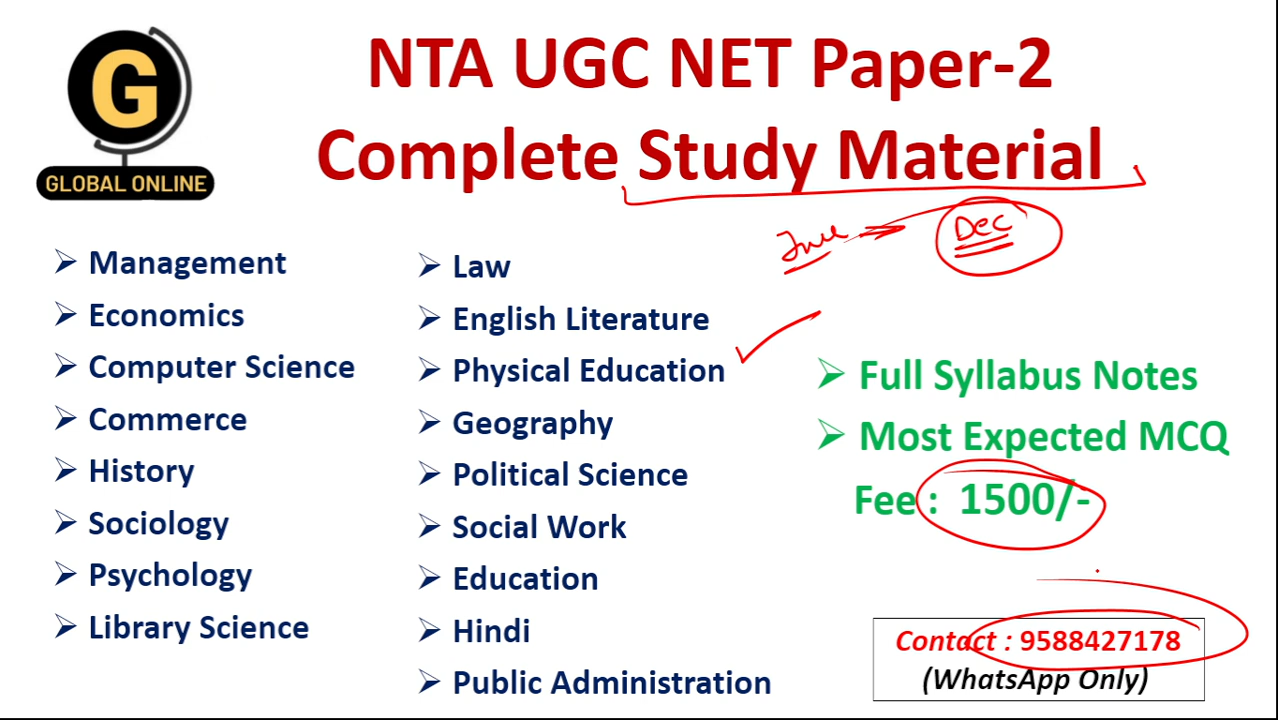 G
GLOBAL ONLINE
NTA UGC NET Paper-2
Complete Study Material
June
Dec
Management
Economics
Computer Science
Commerce
History
Sociology
Psychology
Library Science
Law
English Literature
Physical Education
Geography
Political Science
Social Work
Education
Hindi
Public Administration
Full Syllabus Notes
Most Expected MCQ
Fee : 1500/-
Contact : 9588427178
(WhatsApp Only)